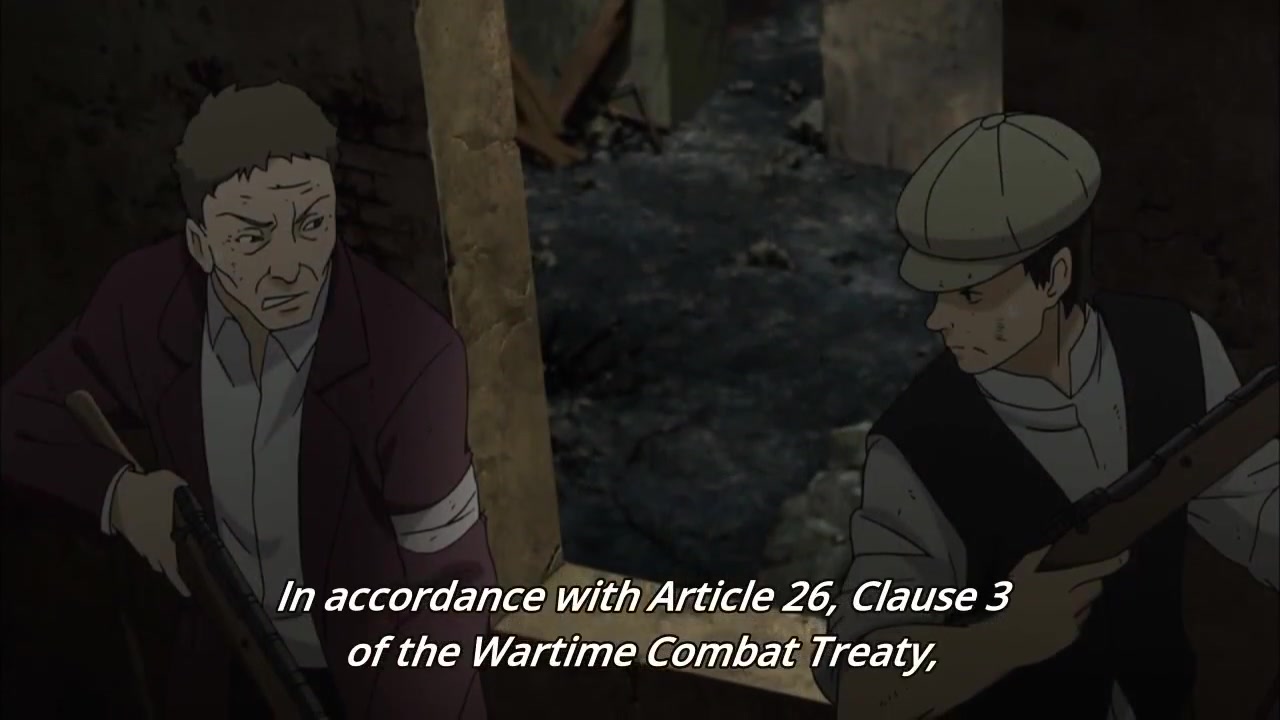 In accordance with Article 26, Clause 3
of the Wartime Combat Treaty,